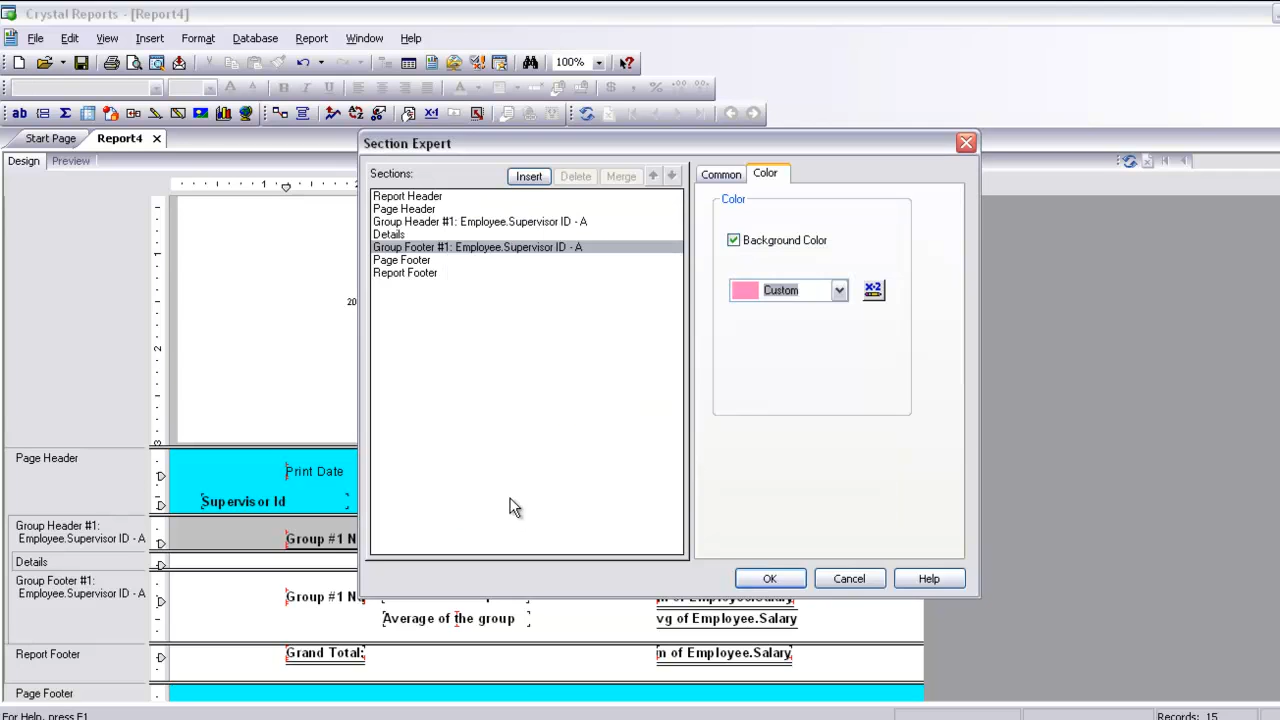 Crystal Reports - [Report4]
File Edit View Insert Format Database Report Window Help
100%
Start Page Report4
Design Preview
Section Expert
Sections: Insert Delete Merge
Report Header
Page Header
Group Header #1: Employee.Supervisor ID - A
Details
Group Footer #1: Employee.Supervisor ID - A
Page Footer
Report Footer
Common Color
Color
Background Color
Custom
OK Cancel Help
Page Header
Print Date
Supervisor Id
Group Header #1:
Employee.Supervisor ID - A
Group #1 N
Details
Group Footer #1:
Employee.Supervisor ID - A
Group #1 N
of Employee.Salary
Average of the group
vg of Employee.Salary
Report Footer
Grand Total:
n of Employee.Salary
Page Footer
For Help, press F1
Records: 15